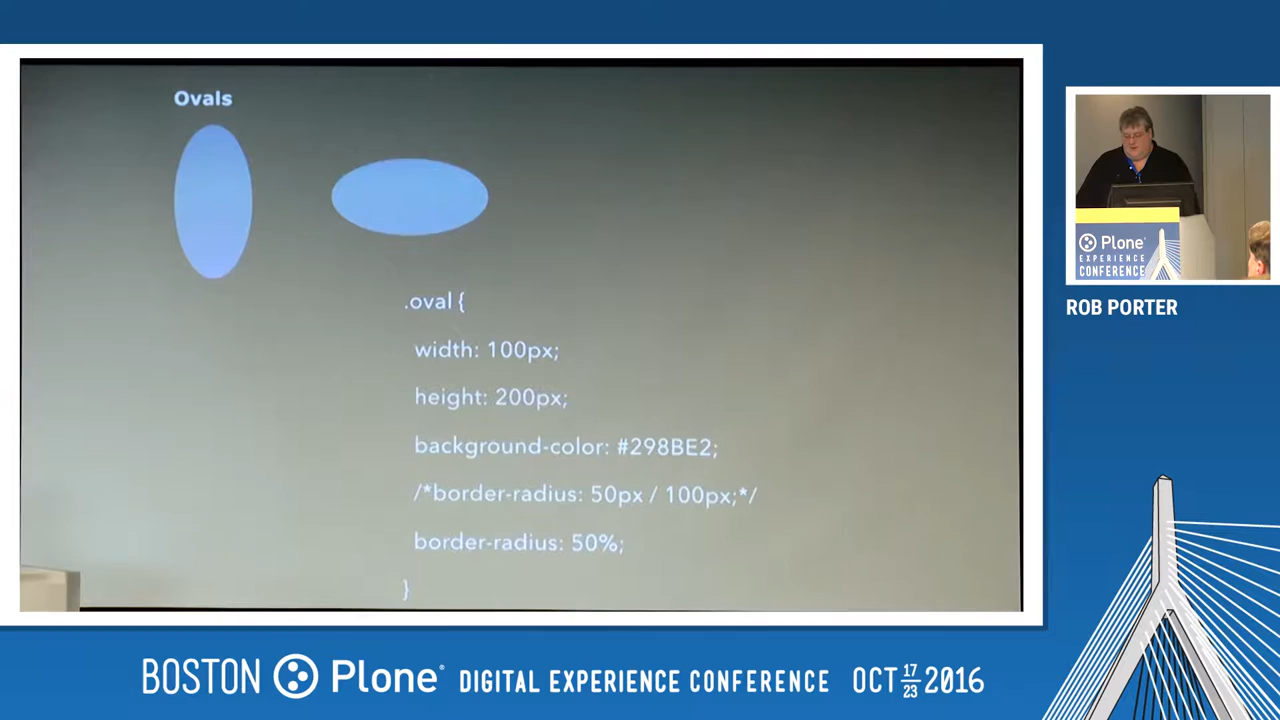 Ovals
.oval {
width: 100px;
height: 200px;
background-color: #298BE2;
/*border-radius: 50px / 100px;*/
border-radius: 50%;
}
Plone
EXPERIENCE
CONFERENCE
ROB PORTER
BOSTON Plone DIGITAL EXPERIENCE CONFERENCE OCT 17 23 2016